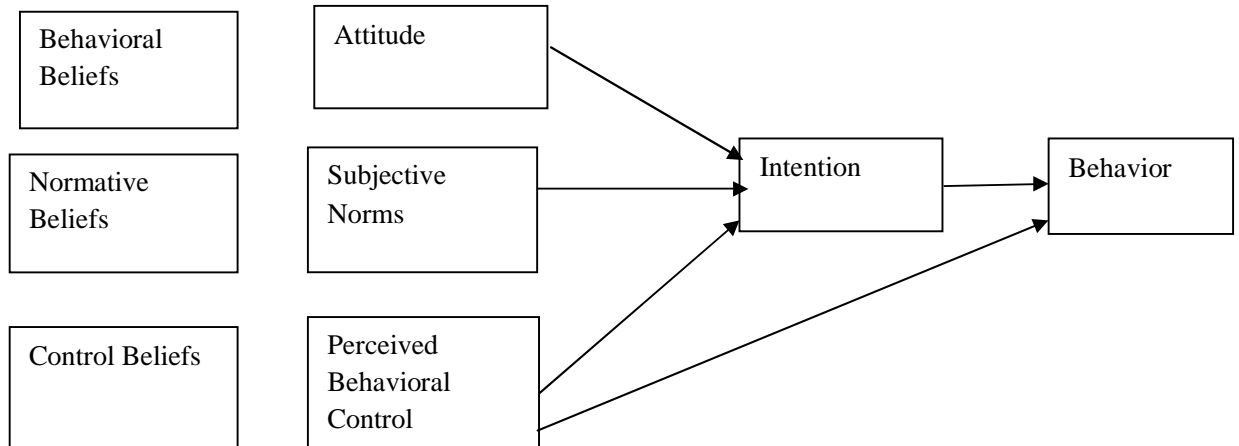 Behavioral
Beliefs
Attitude
Normative
Beliefs
Subjective
Norms
Intention
Behavior
Control Beliefs
Perceived
Behavioral
Control